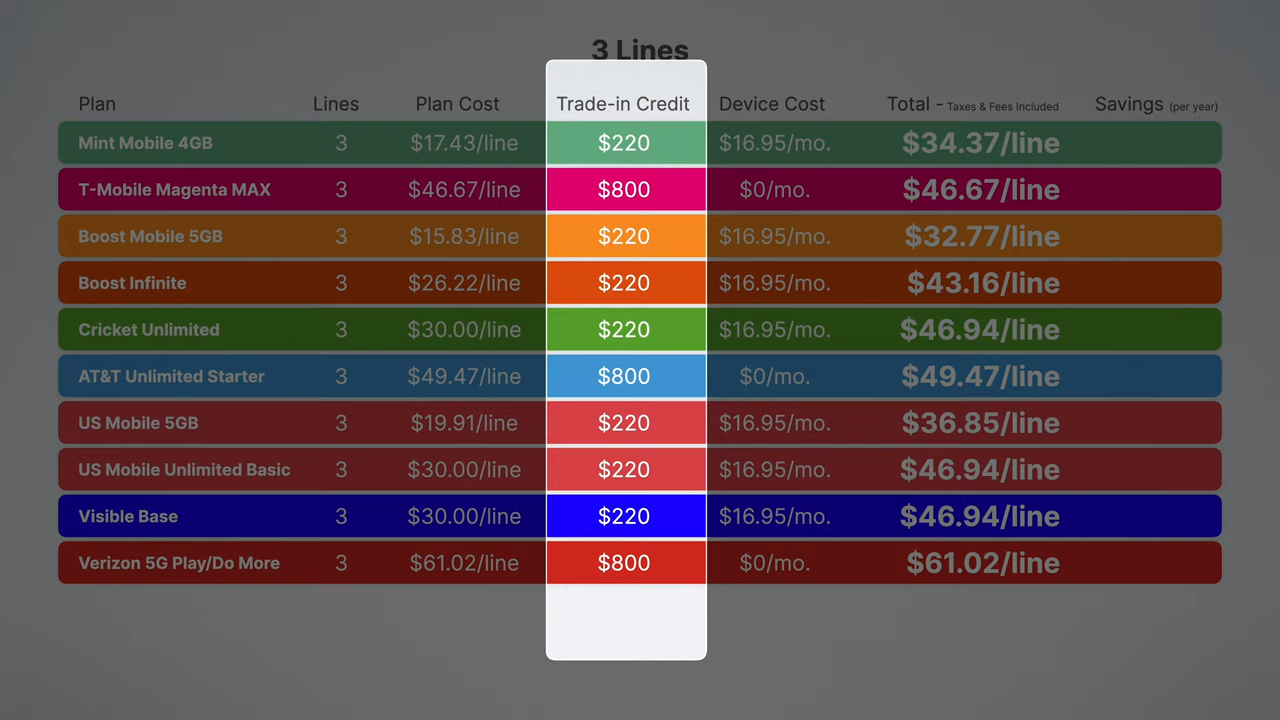 3 Lines
Plan Lines Plan Cost Trade-in Credit Device Cost Total - Taxes & Fees Included Savings (per year)
Mint Mobile 4GB 3 $17.43/line $220 $16.95/mo. $34.37/line
T-Mobile Magenta MAX 3 $46.67/line $800 $0/mo. $46.67/line
Boost Mobile 5GB 3 $15.83/line $220 $16.95/mo. $32.77/line
Boost Infinite 3 $26.22/line $220 $16.95/mo. $43.16/line
Cricket Unlimited 3 $30.00/line $220 $16.95/mo. $46.94/line
AT&T Unlimited Starter 3 $49.47/line $800 $0/mo. $49.47/line
US Mobile 5GB 3 $19.91/line $220 $16.95/mo. $36.85/line
US Mobile Unlimited Basic 3 $30.00/line $220 $16.95/mo. $46.94/line
Visible Base 3 $30.00/line $220 $16.95/mo. $46.94/line
Verizon 5G Play/Do More 3 $61.02/line $800 $0/mo. $61.02/line